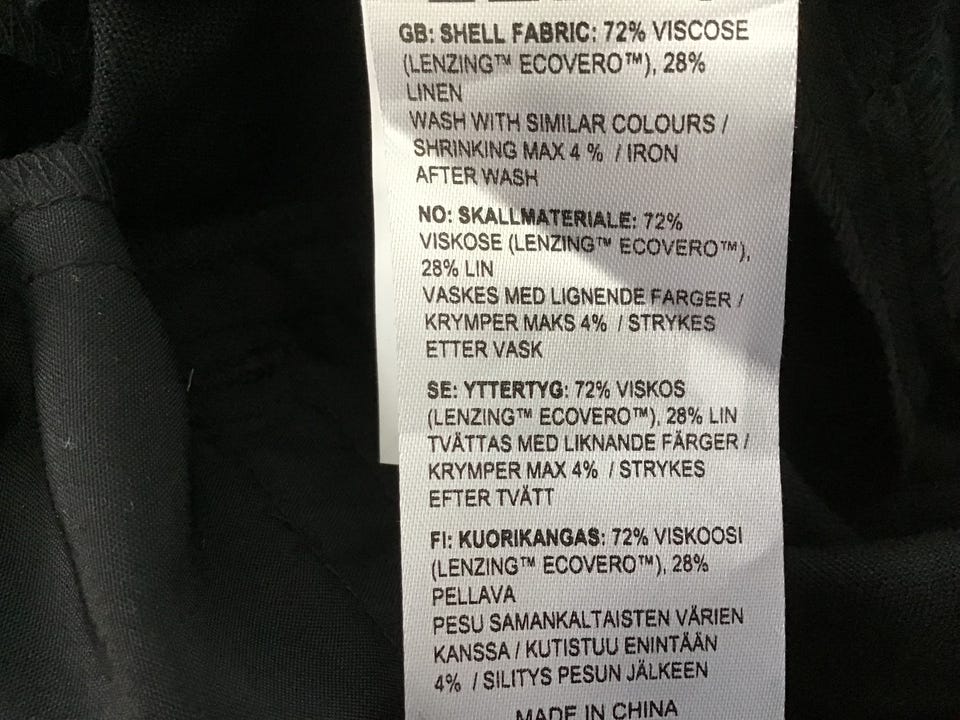 GB: SHELL FABRIC: 72% VISCOSE
(LENZING™ ECOVERO™), 28%
LINEN
WASH WITH SIMILAR COLOURS /
SHRINKING MAX 4 % / IRON
AFTER WASH
NO: SKALLMATERIALE: 72%
VISKOSE (LENZING™ ECOVERO™),
28% LIN
VASKES MED LIGNENDE FARGER /
KRYMPER MAKS 4% / STRYKES
ETTER VASK
SE: YTTERTYG: 72% VISKOS
(LENZING™ ECOVERO™), 28% LIN
TVÄTTAS MED LIKNANDE FÄRGER /
KRYMPER MAX 4% / STRYKES
EFTER TVÄTT
FI: KUORIKANGAS: 72% VISKOOSI
(LENZING™ ECOVERO™), 28%
PELLAVA
PESU SAMANKALTAISTEN VÄRIEN
KANSSA / KUTISTUU ENINTÄÄN
4% / SILITYS PESUN JÄLKEEN
MADE IN CHINA